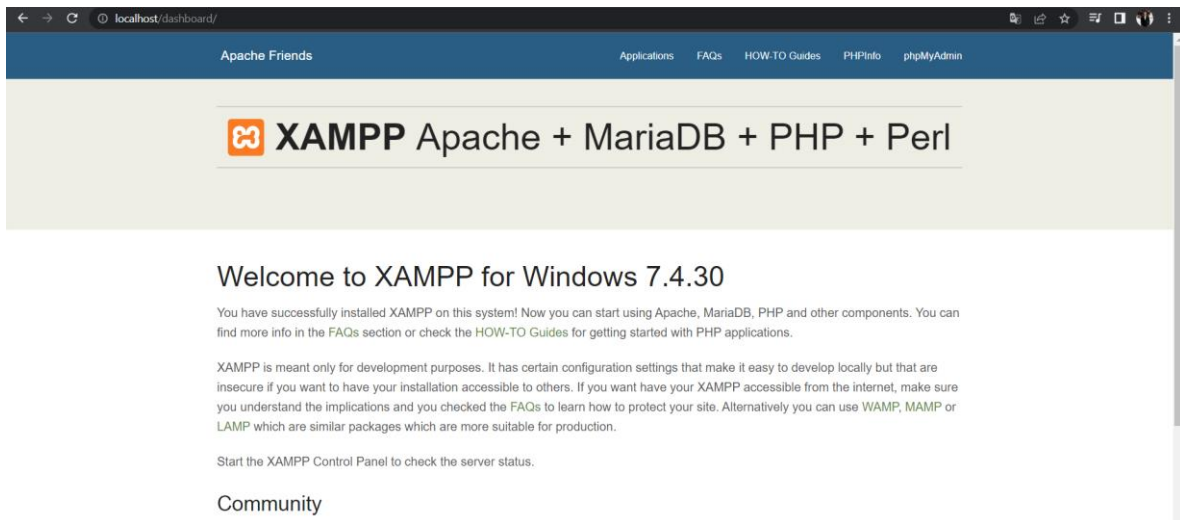 localhost/dashboard/
Apache Friends Applications FAQs HOW-TO Guides PHPInfo phpMyAdmin
XAMPP Apache + MariaDB + PHP + Perl
Welcome to XAMPP for Windows 7.4.30
You have successfully installed XAMPP on this system! Now you can start using Apache, MariaDB, PHP and other components. You can
find more info in the FAQs section or check the HOW-TO Guides for getting started with PHP applications.
XAMPP is meant only for development purposes. It has certain configuration settings that make it easy to develop locally but that are
insecure if you want to have your installation accessible to others. If you want have your XAMPP accessible from the internet, make sure
you understand the implications and you checked the FAQs to learn how to protect your site. Alternatively you can use WAMP, MAMP or
LAMP which are similar packages which are more suitable for production.
Start the XAMPP Control Panel to check the server status.
Community